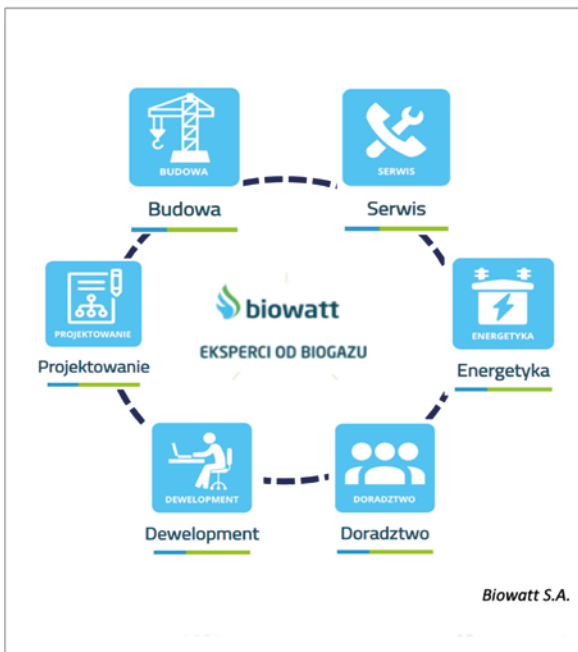 BUDOWA
Budowa
SERWIS
Serwis
PROJEKTOWANIE
Projektowanie
biowatt
EKSPERCI OD BIOGAZU
ENERGETYKA
Energetyka
DEWELOPMENT
Dewelopment
DORADZTWO
Doradztwo
Biowatt S.A.